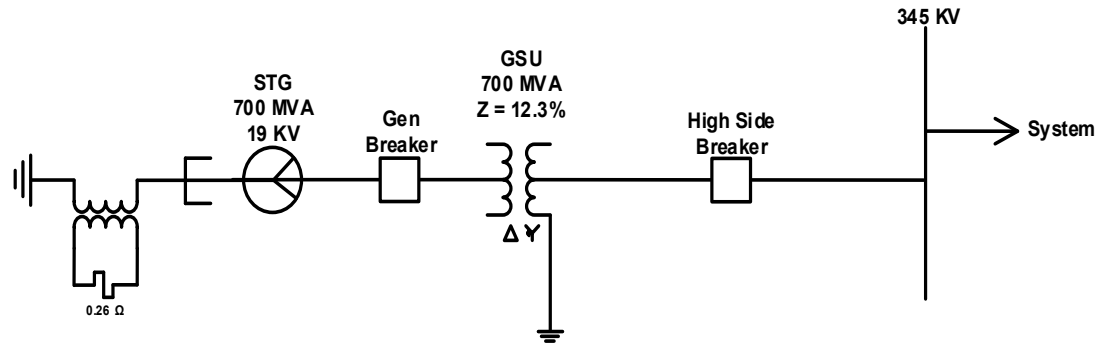 345 KV
GSU
700 MVA
Z = 12.3%
STG
700 MVA
19 KV
Gen
Breaker
High Side
Breaker
System
Δ Y
0.26 Ω